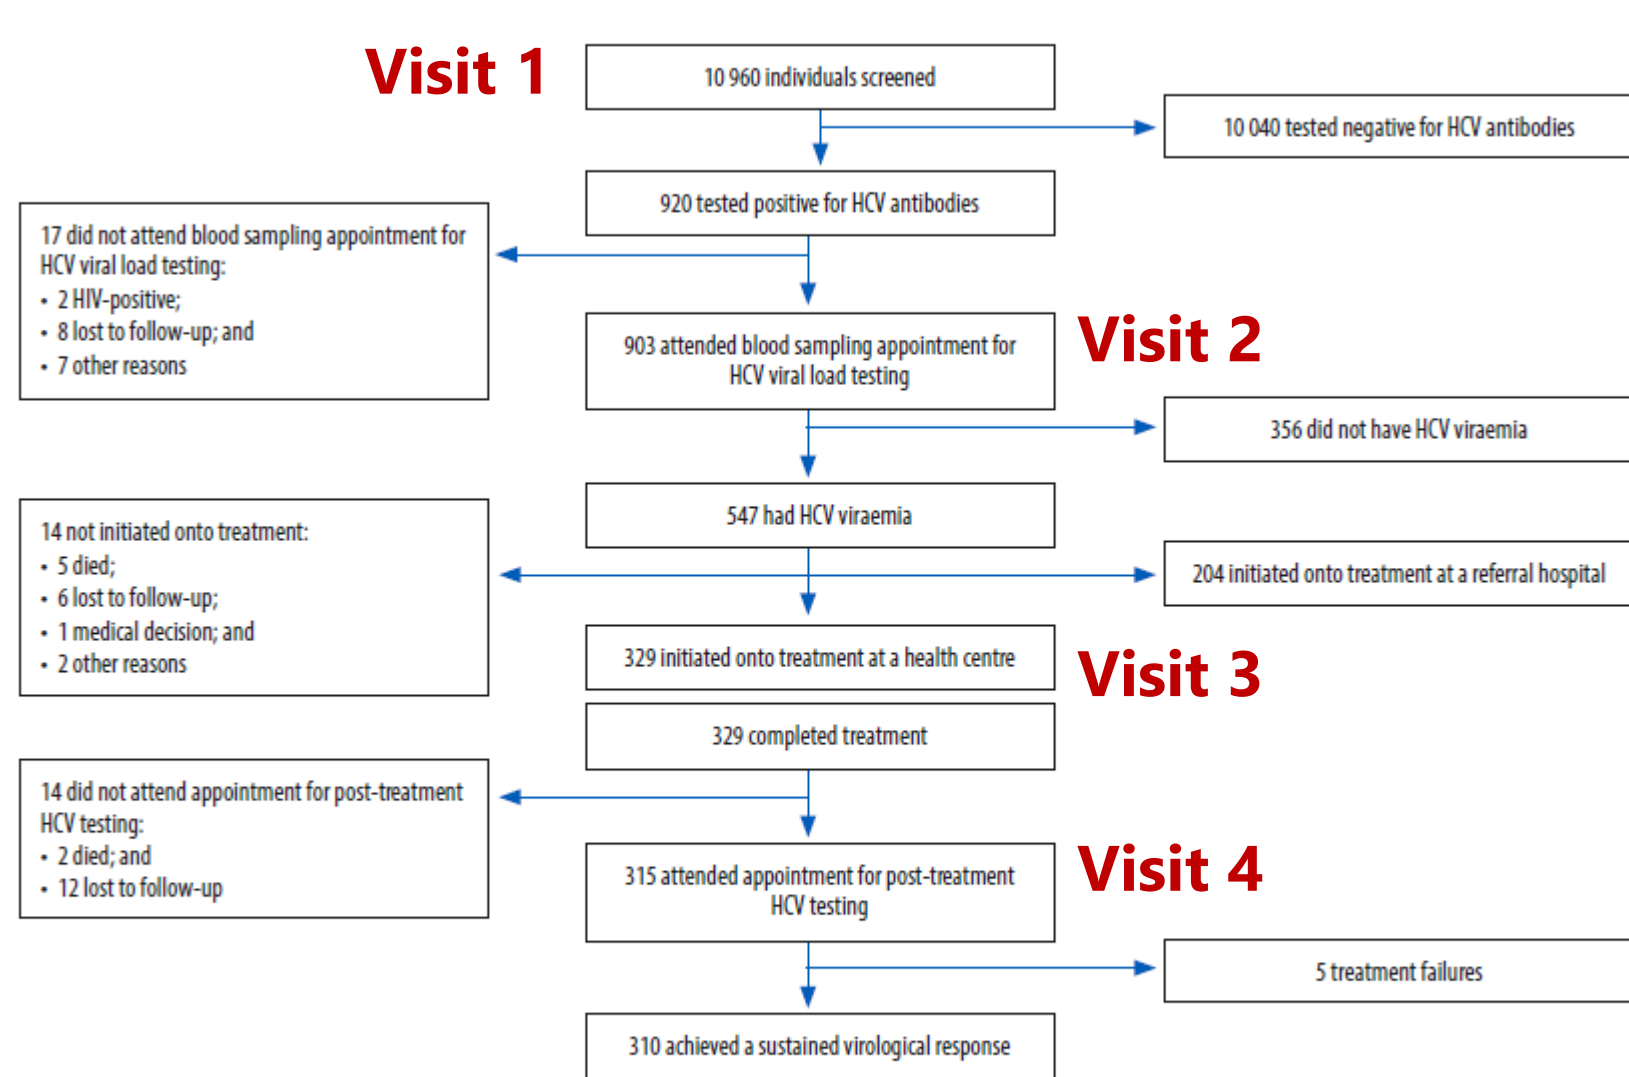 Visit 1
10 960 individuals screened
10 040 tested negative for HCV antibodies
920 tested positive for HCV antibodies
17 did not attend blood sampling appointment for
HCV viral load testing:
• 2 HIV-positive;
• 8 lost to follow-up; and
• 7 other reasons
903 attended blood sampling appointment for
HCV viral load testing
Visit 2
356 did not have HCV viraemia
547 had HCV viraemia
14 not initiated onto treatment:
• 5 died;
• 6 lost to follow-up;
• 1 medical decision; and
• 2 other reasons
204 initiated onto treatment at a referral hospital
329 initiated onto treatment at a health centre
Visit 3
329 completed treatment
14 did not attend appointment for post-treatment
HCV testing:
• 2 died; and
• 12 lost to follow-up
315 attended appointment for post-treatment
HCV testing
Visit 4
5 treatment failures
310 achieved a sustained virological response